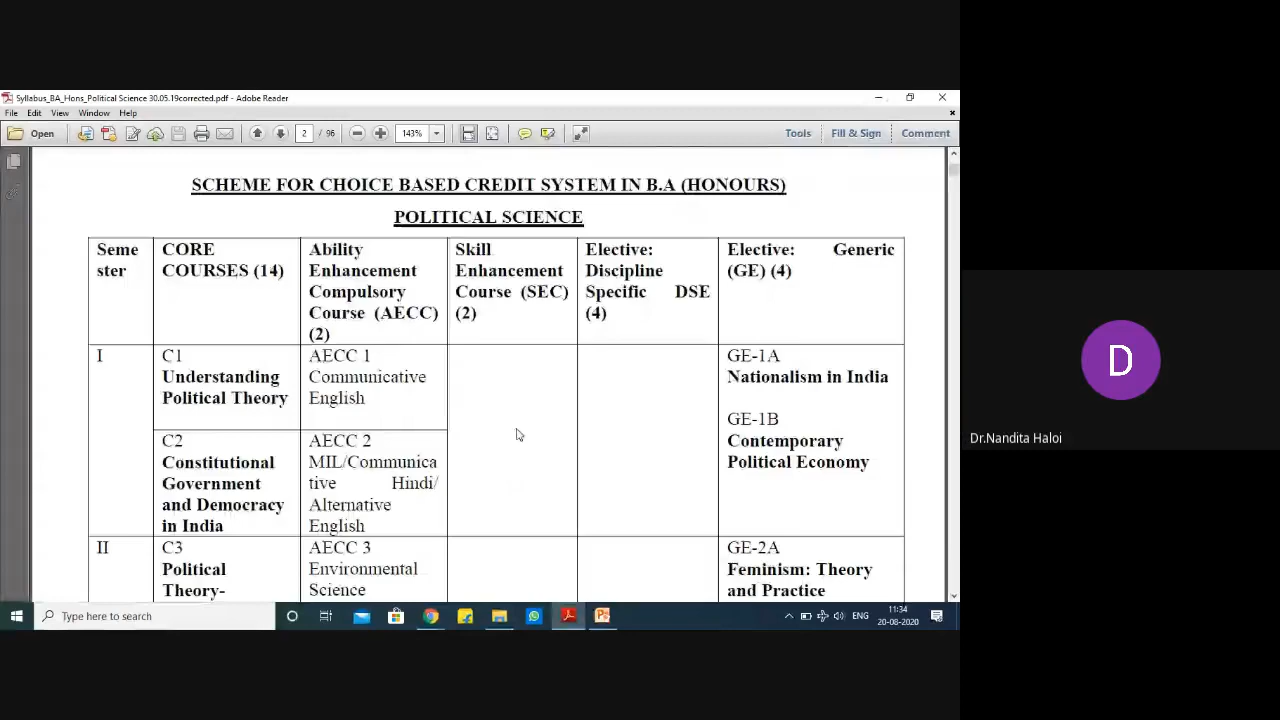 Syllabus_BA_Hons_Political Science 30.05.19corrected.pdf - Adobe Reader
File Edit View Window Help
Open 2 / 96 143% Tools Fill & Sign Comment
SCHEME FOR CHOICE BASED CREDIT SYSTEM IN B.A (HONOURS)
POLITICAL SCIENCE
Seme
ster
CORE
COURSES (14)
Ability
Enhancement
Compulsory
Course (AECC)
(2)
Skill
Enhancement
Course (SEC)
(2)
Elective:
Discipline
Specific DSE
(4)
Elective: Generic
(GE) (4)
I
C1
Understanding
Political Theory
AECC 1
Communicative
English
GE-1A
Nationalism in India
GE-1B
Contemporary
Political Economy
C2
Constitutional
Government
and Democracy
in India
AECC 2
MIL/Communica
tive Hindi/
Alternative
English
II
C3
Political
Theory-
AECC 3
Environmental
Science
GE-2A
Feminism: Theory
and Practice
Type here to search
ENG
11:34
20-08-2020
D
Dr.Nandita Haloi